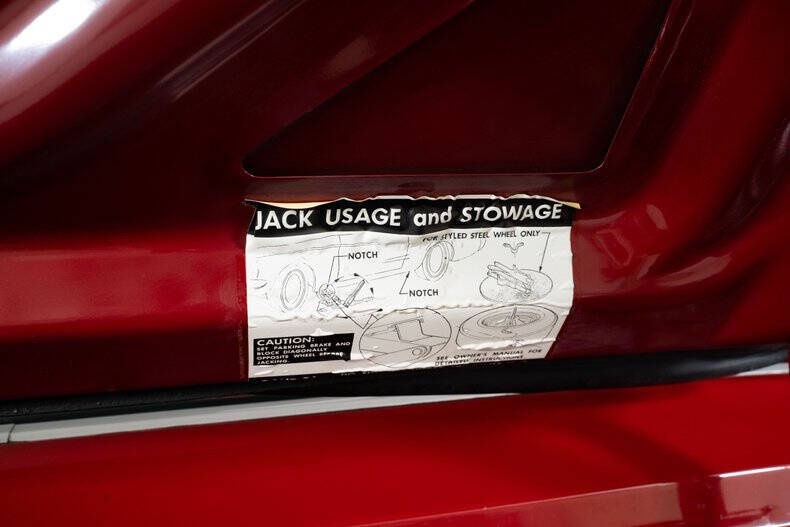 JACK USAGE and STOWAGE
FOR STYLED STEEL WHEEL ONLY
NOTCH
NOTCH
CAUTION:
SET PARKING BRAKE AND
BLOCK DIAGONALLY
OPPOSITE WHEEL BEFORE
JACKING.
SEE OWNER'S MANUAL FOR
DETAILED INSTRUCTIONS